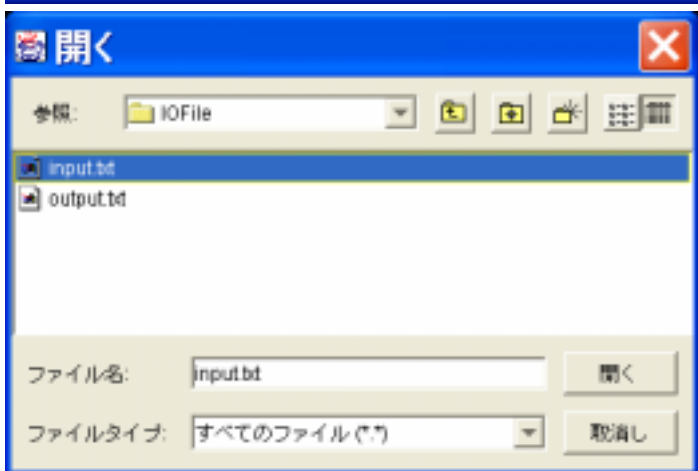 開く
参照: IOFile
input.txt
output.txt
ファイル名: input.txt 開く
ファイルタイプ: すべてのファイル (*.*) 取消し